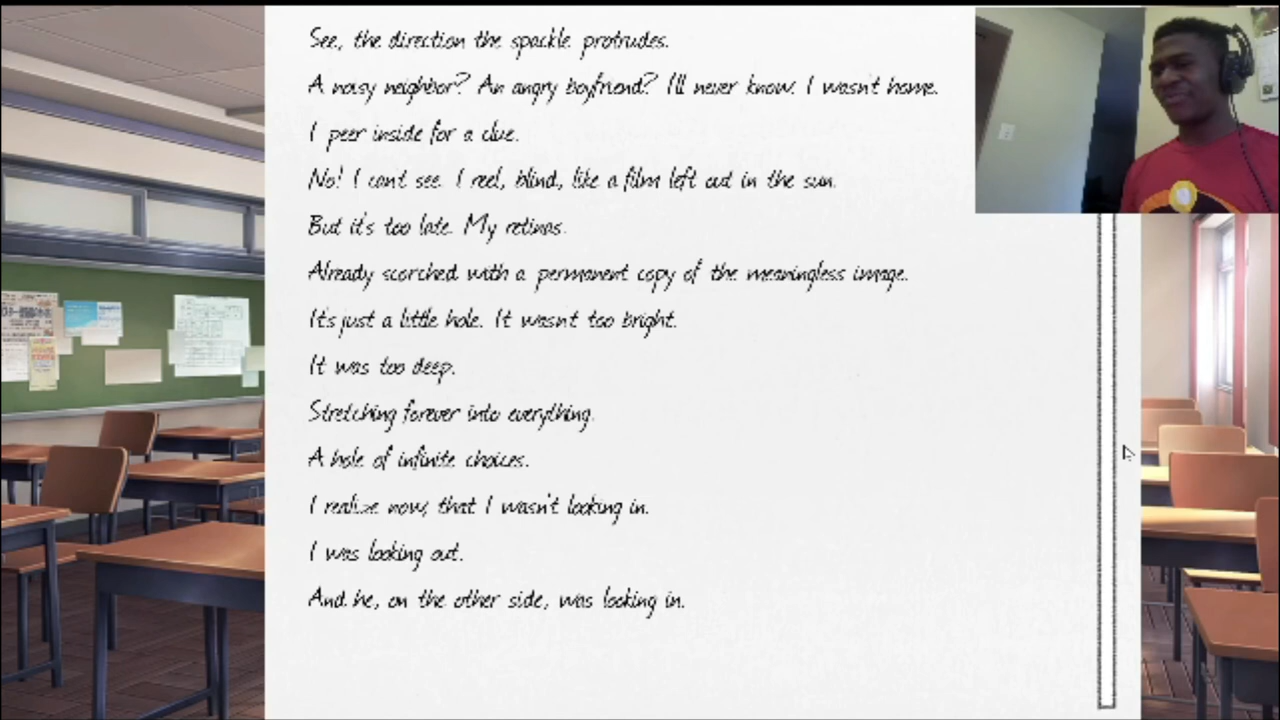 See, the direction the spackle protrudes.
A noisy neighbor? An angry boyfriend? I'll never know. I wasn't home.
I peer inside for a clue.
No! I can't see. I reel, blind, like a film left out in the sun.
But it's too late. My retinas.
Already scorched with a permanent copy of the meaningless image.
It's just a little hole. It wasn't too bright.
It was too deep.
Stretching forever into everything.
A hole of infinite choices.
I realize now, that I wasn't looking in.
I was looking out.
And he, on the other side, was looking in.